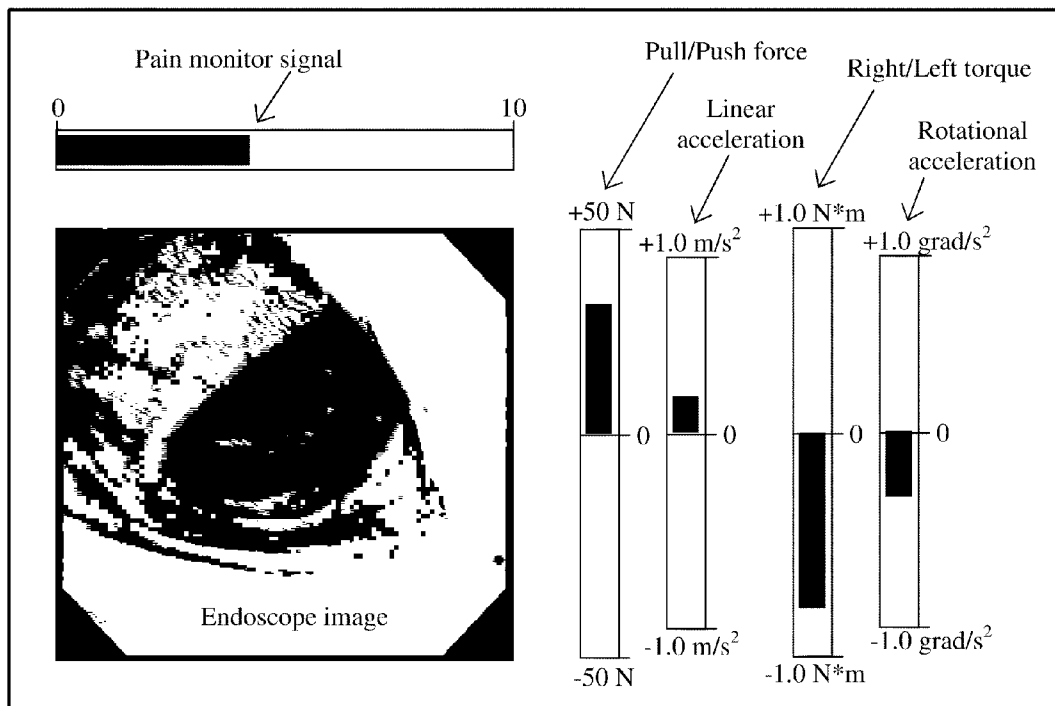 Pain monitor signal
0
10
Pull/Push force
Right/Left torque
Linear
acceleration
Rotational
acceleration
+50 N
+1.0 m/s²
+1.0 N*m
+1.0 grad/s²
0
0
0
0
-50 N
-1.0 m/s²
-1.0 N*m
-1.0 grad/s²
Endoscope image